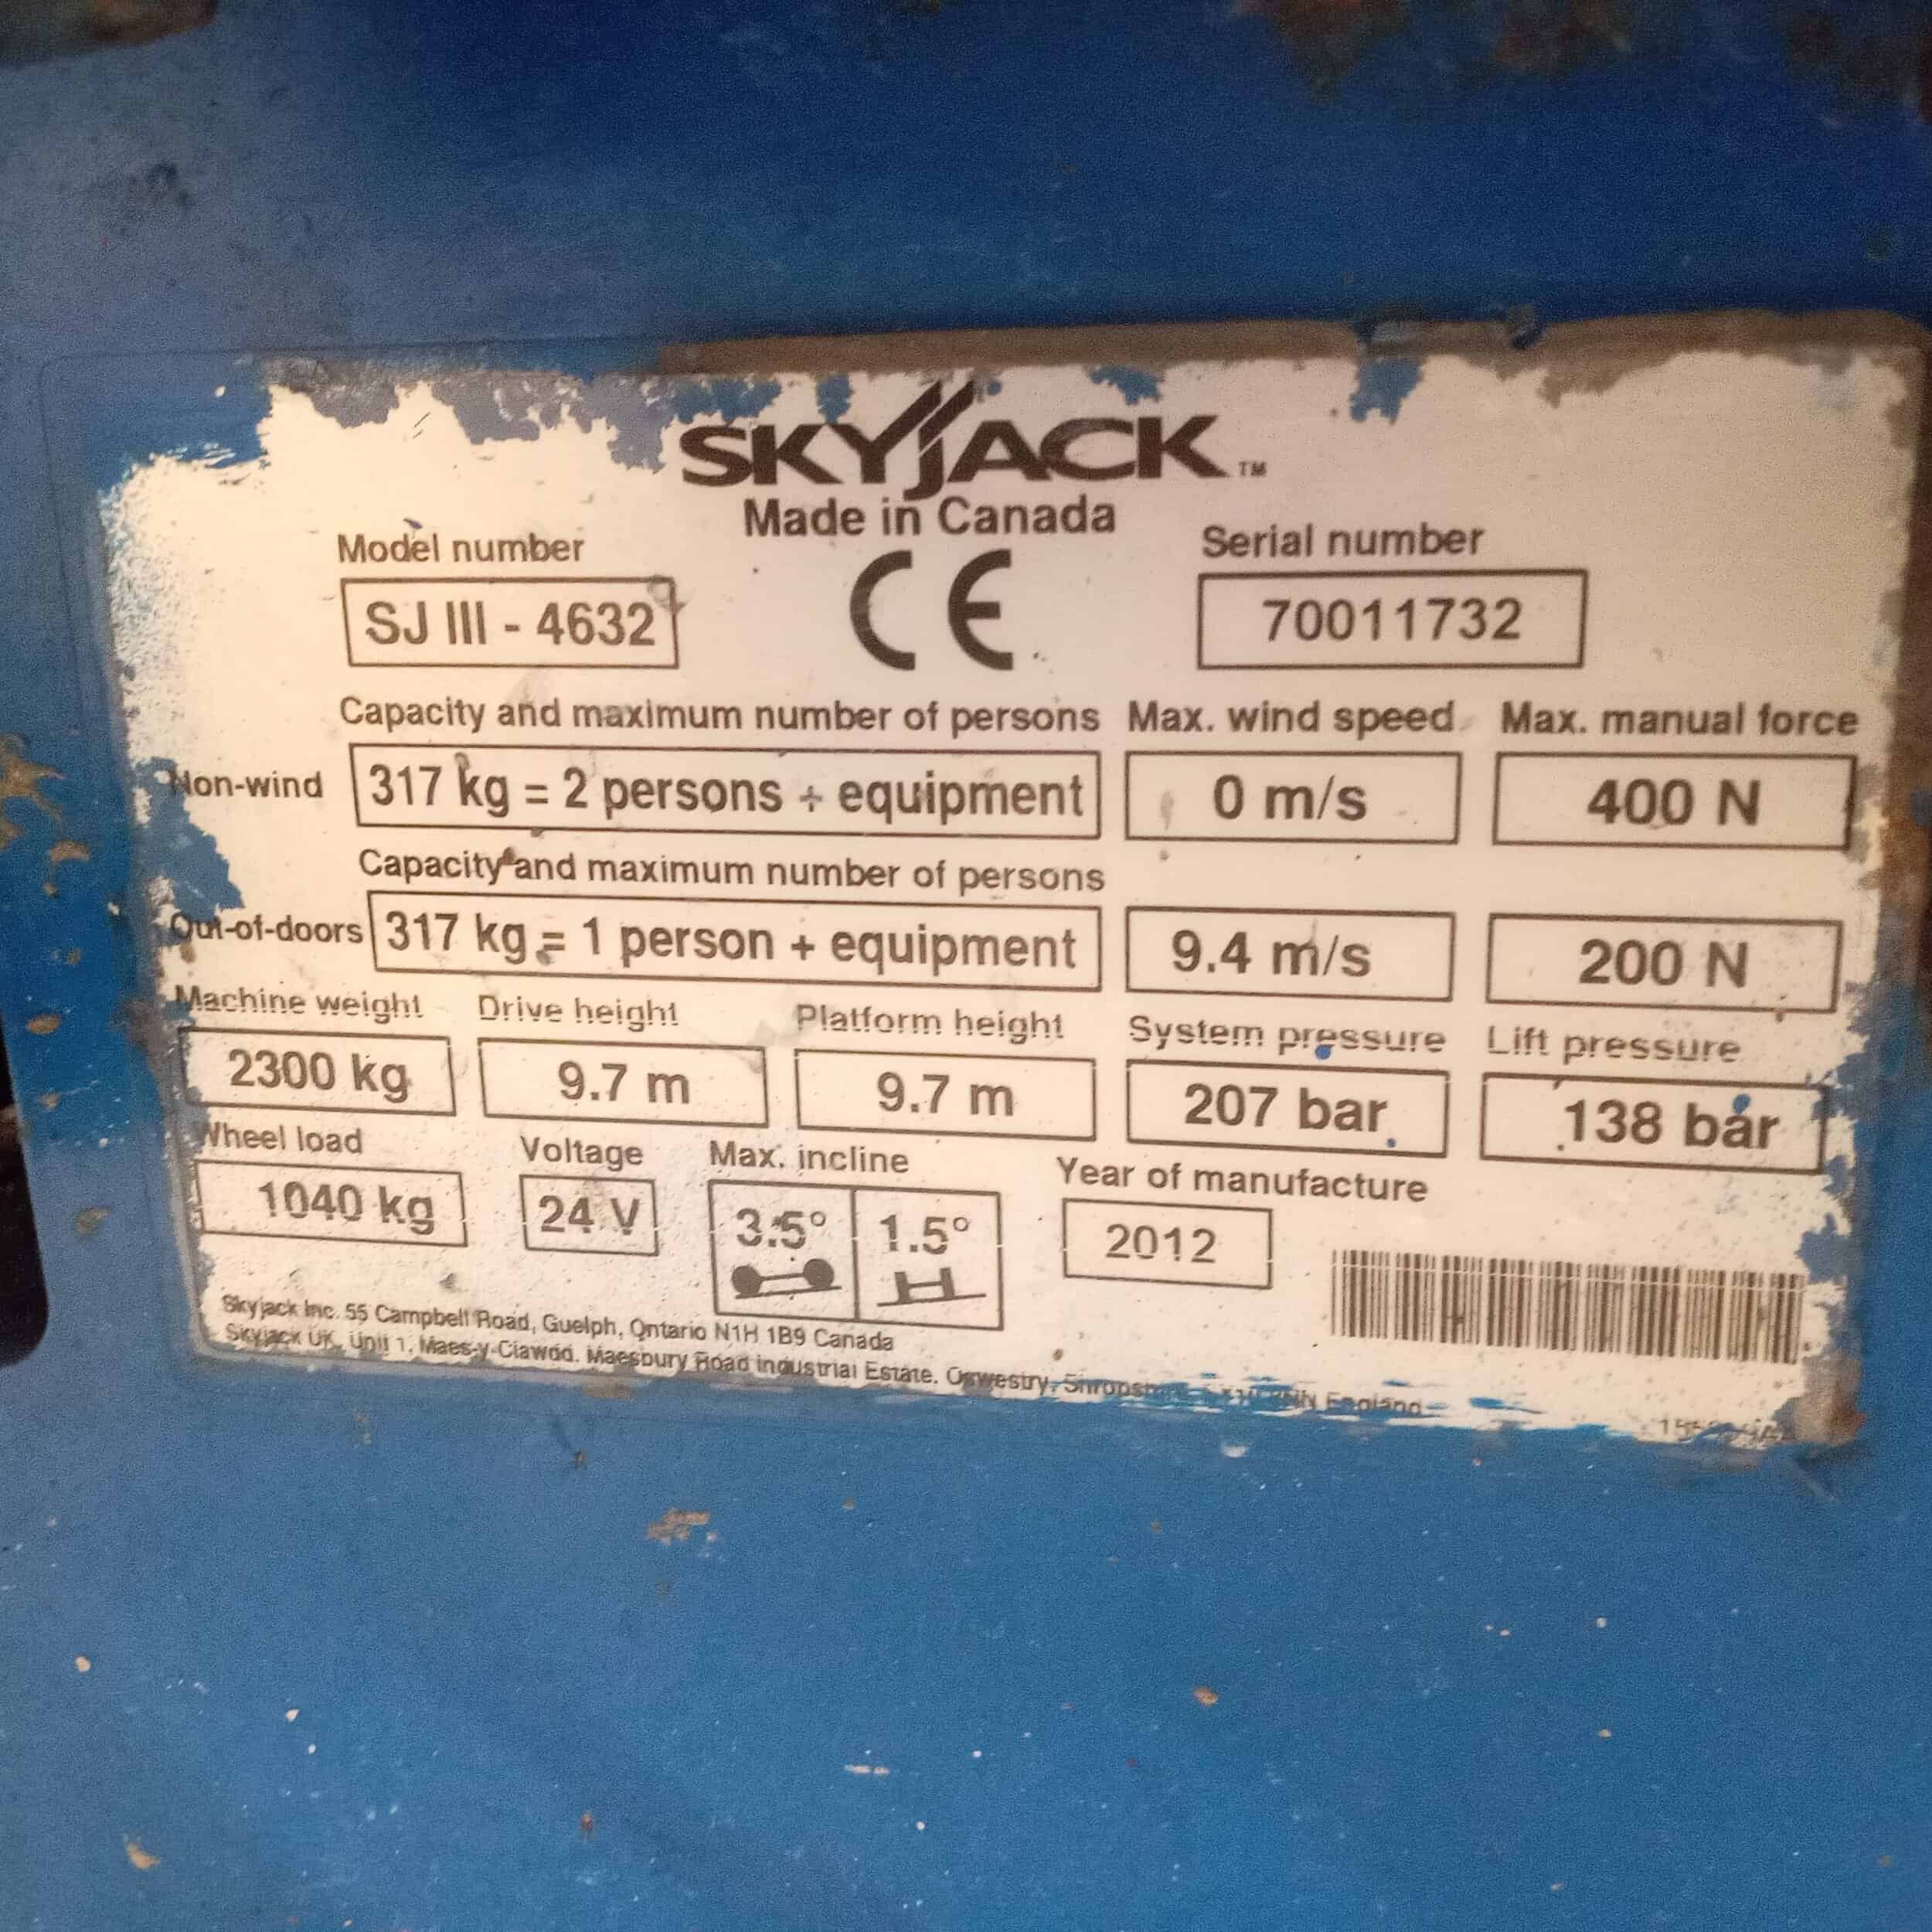 SKYJACK™
Made in Canada
Model number
Serial number
SJ III - 4632
CE
70011732
Capacity and maximum number of persons Max. wind speed Max. manual force
Non-wind 317 kg = 2 persons + equipment 0 m/s 400 N
Capacity and maximum number of persons
Out-of-doors 317 kg = 1 person + equipment 9.4 m/s 200 N
Machine weight Drive height Platform height System pressure Lift pressure
2300 kg 9.7 m 9.7 m 207 bar 138 bar
Wheel load Voltage Max. incline Year of manufacture
1040 kg 24 V 3.5° 1.5° 2012
Skyjack Inc. 55 Campbell Road, Guelph, Ontario N1H 1B9 Canada
Skyjack UK, Unit 1, Maes-y-Clawdd, Maesbury Road Industrial Estate, Oswestry, England